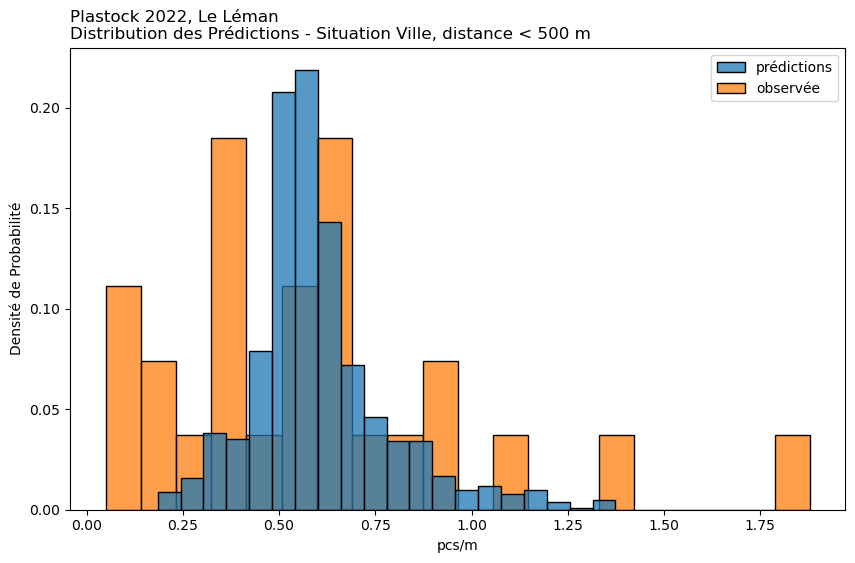 Plastock 2022, Le Léman
Distribution des Prédictions - Situation Ville, distance < 500 m
prédictions
observée
Densité de Probabilité
0.20
0.15
0.10
0.05
0.00
0.00 0.25 0.50 0.75 1.00 1.25 1.50 1.75
pcs/m